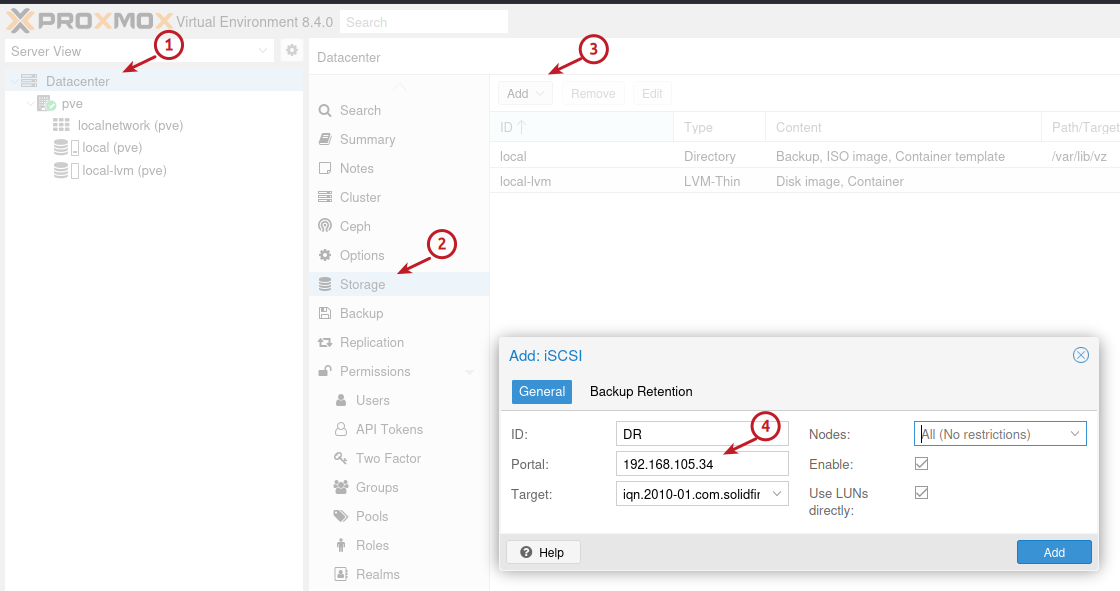 PROXMOX Virtual Environment 8.4.0 Search
Server View
1
Datacenter
pve
localnetwork (pve)
local (pve)
local-lvm (pve)
Datacenter
Search
Summary
Notes
Cluster
Ceph
Options
2
Storage
Backup
Replication
Permissions
Users
API Tokens
Two Factor
Groups
Pools
Roles
Realms
3
Add Remove Edit
ID Type Content Path/Target
local Directory Backup, ISO image, Container template /var/lib/vz
local-lvm LVM-Thin Disk image, Container
Add: iSCSI
General Backup Retention
4
ID: DR Nodes: All (No restrictions)
Portal: 192.168.105.34 Enable:
Target: iqn.2010-01.com.solidfir Use LUNs
directly:
Help Add